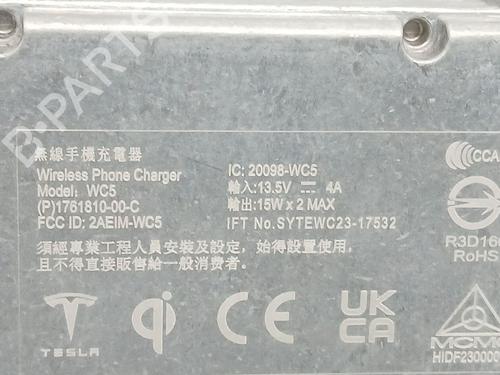 B-PARTS
無線手機充電器
Wireless Phone Charger
Model: WC5
(P)1761810-00-C
FCC ID: 2AEIM-WC5
IC: 20098-WC5
輸入:13.5V ⎓ 4A
輸出:15W x 2 MAX
IFT No.SYTEWC23-17532
須經專業工程人員安裝及設定，始得設置使用。
且不得直接販售給一般消費者。
CCA
R3D16
RoHS
TESLA
qi
CE
UK
CA
MCMC
HIDF230000